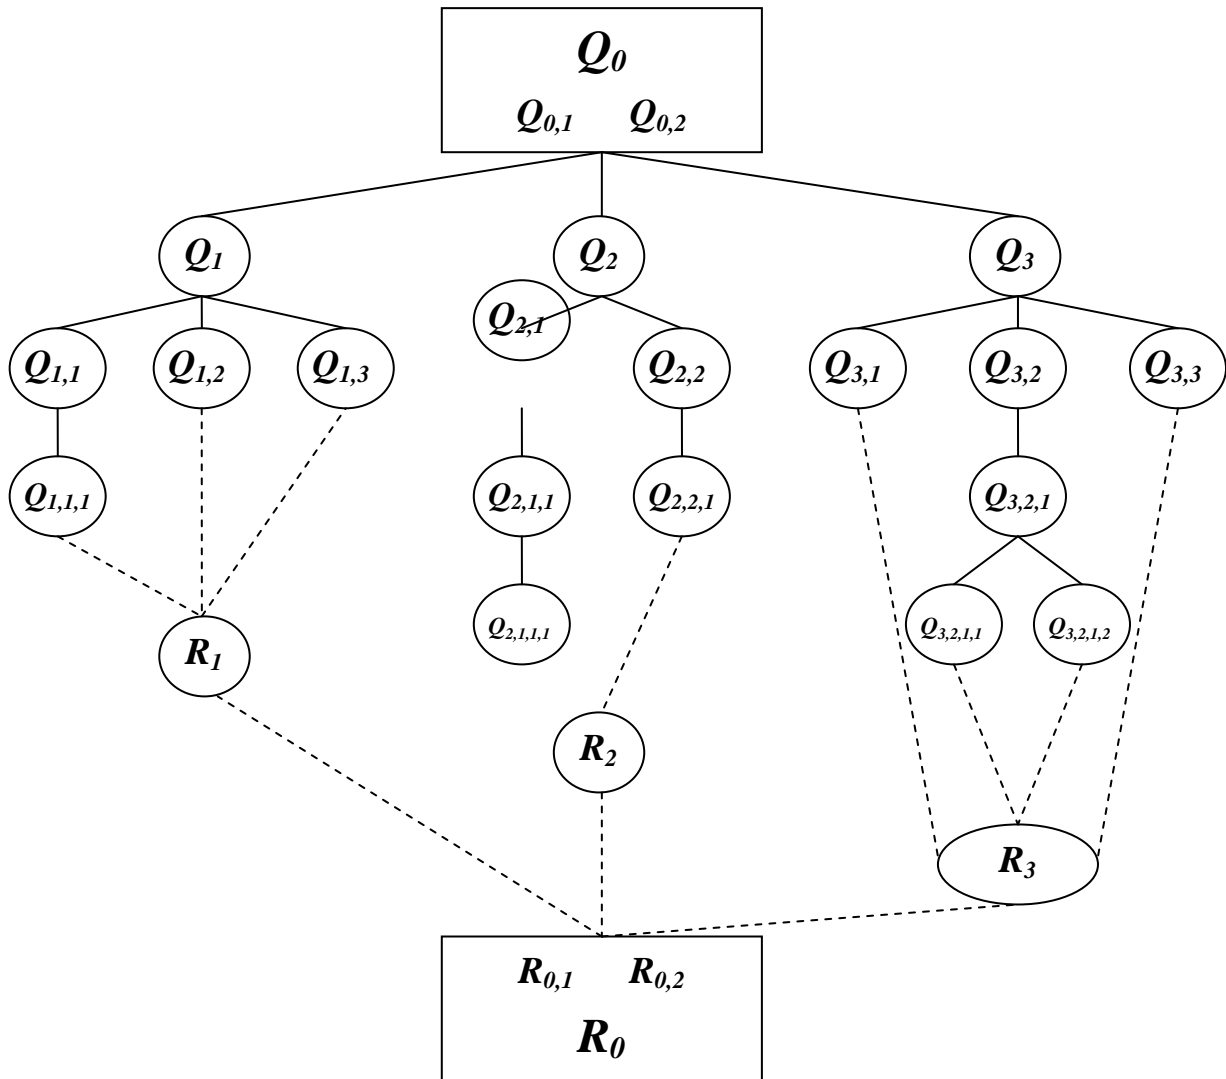 Q0
Q0,1 Q0,2
Q1 Q2 Q3
Q2,1
Q1,1 Q1,2 Q1,3 Q2,2 Q3,1 Q3,2 Q3,3
Q1,1,1 Q2,1,1 Q2,2,1 Q3,2,1
Q2,1,1,1 Q3,2,1,1 Q3,2,1,2
R1
R2
R3
R0,1 R0,2
R0